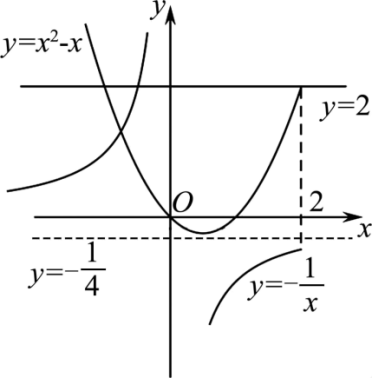 y
y=x²-x
y=2
O
2
x
y=-1/4
y=-1/x